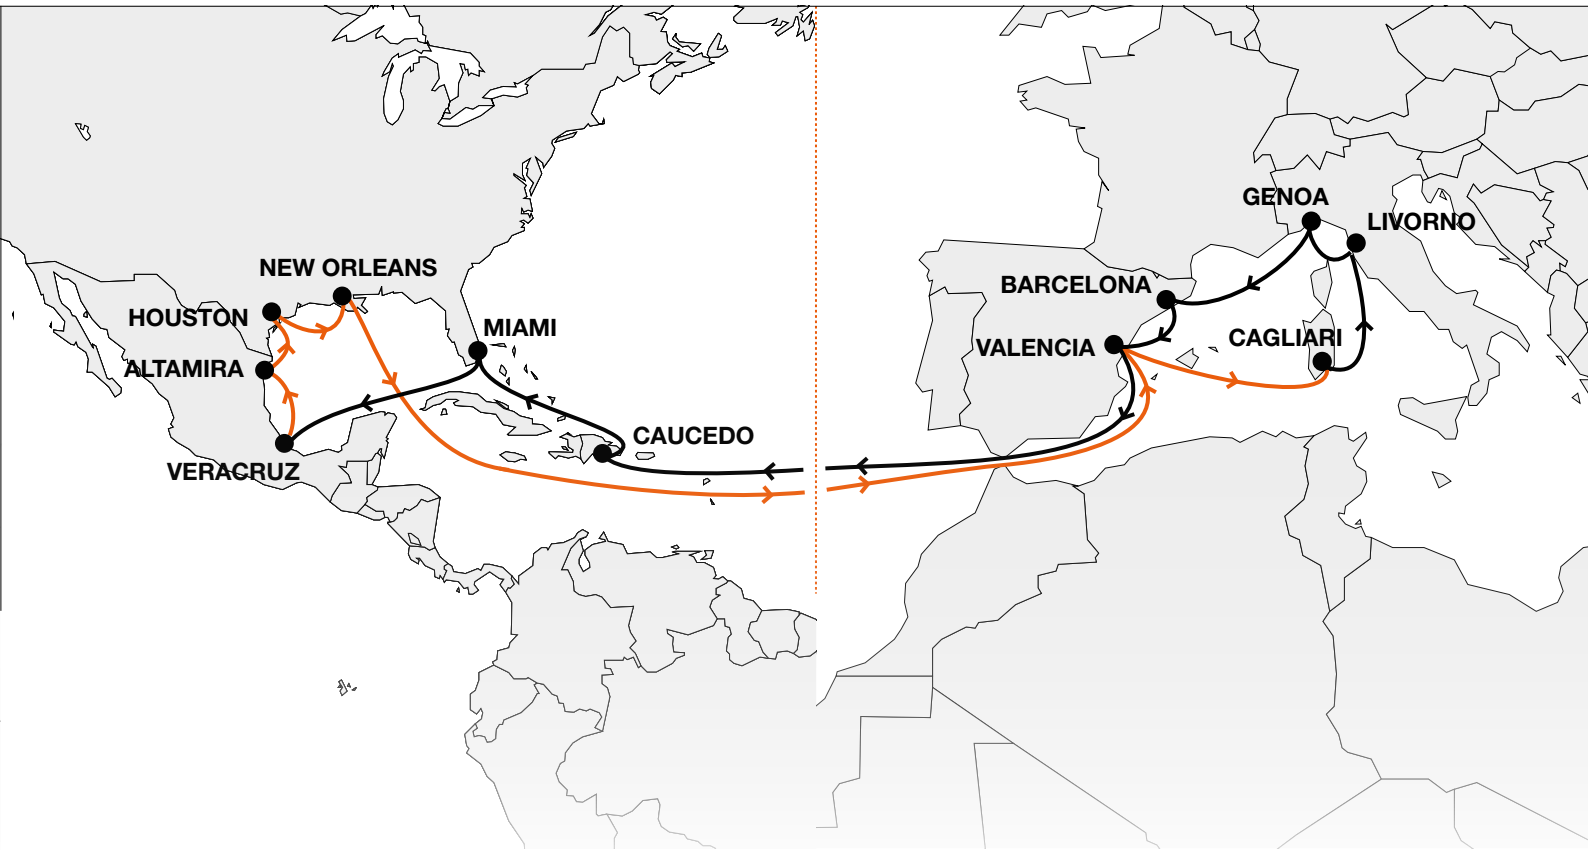 GENOA
LIVORNO
NEW ORLEANS
BARCELONA
HOUSTON
MIAMI
CAGLIARI
VALENCIA
ALTAMIRA
CAUCEDO
VERACRUZ